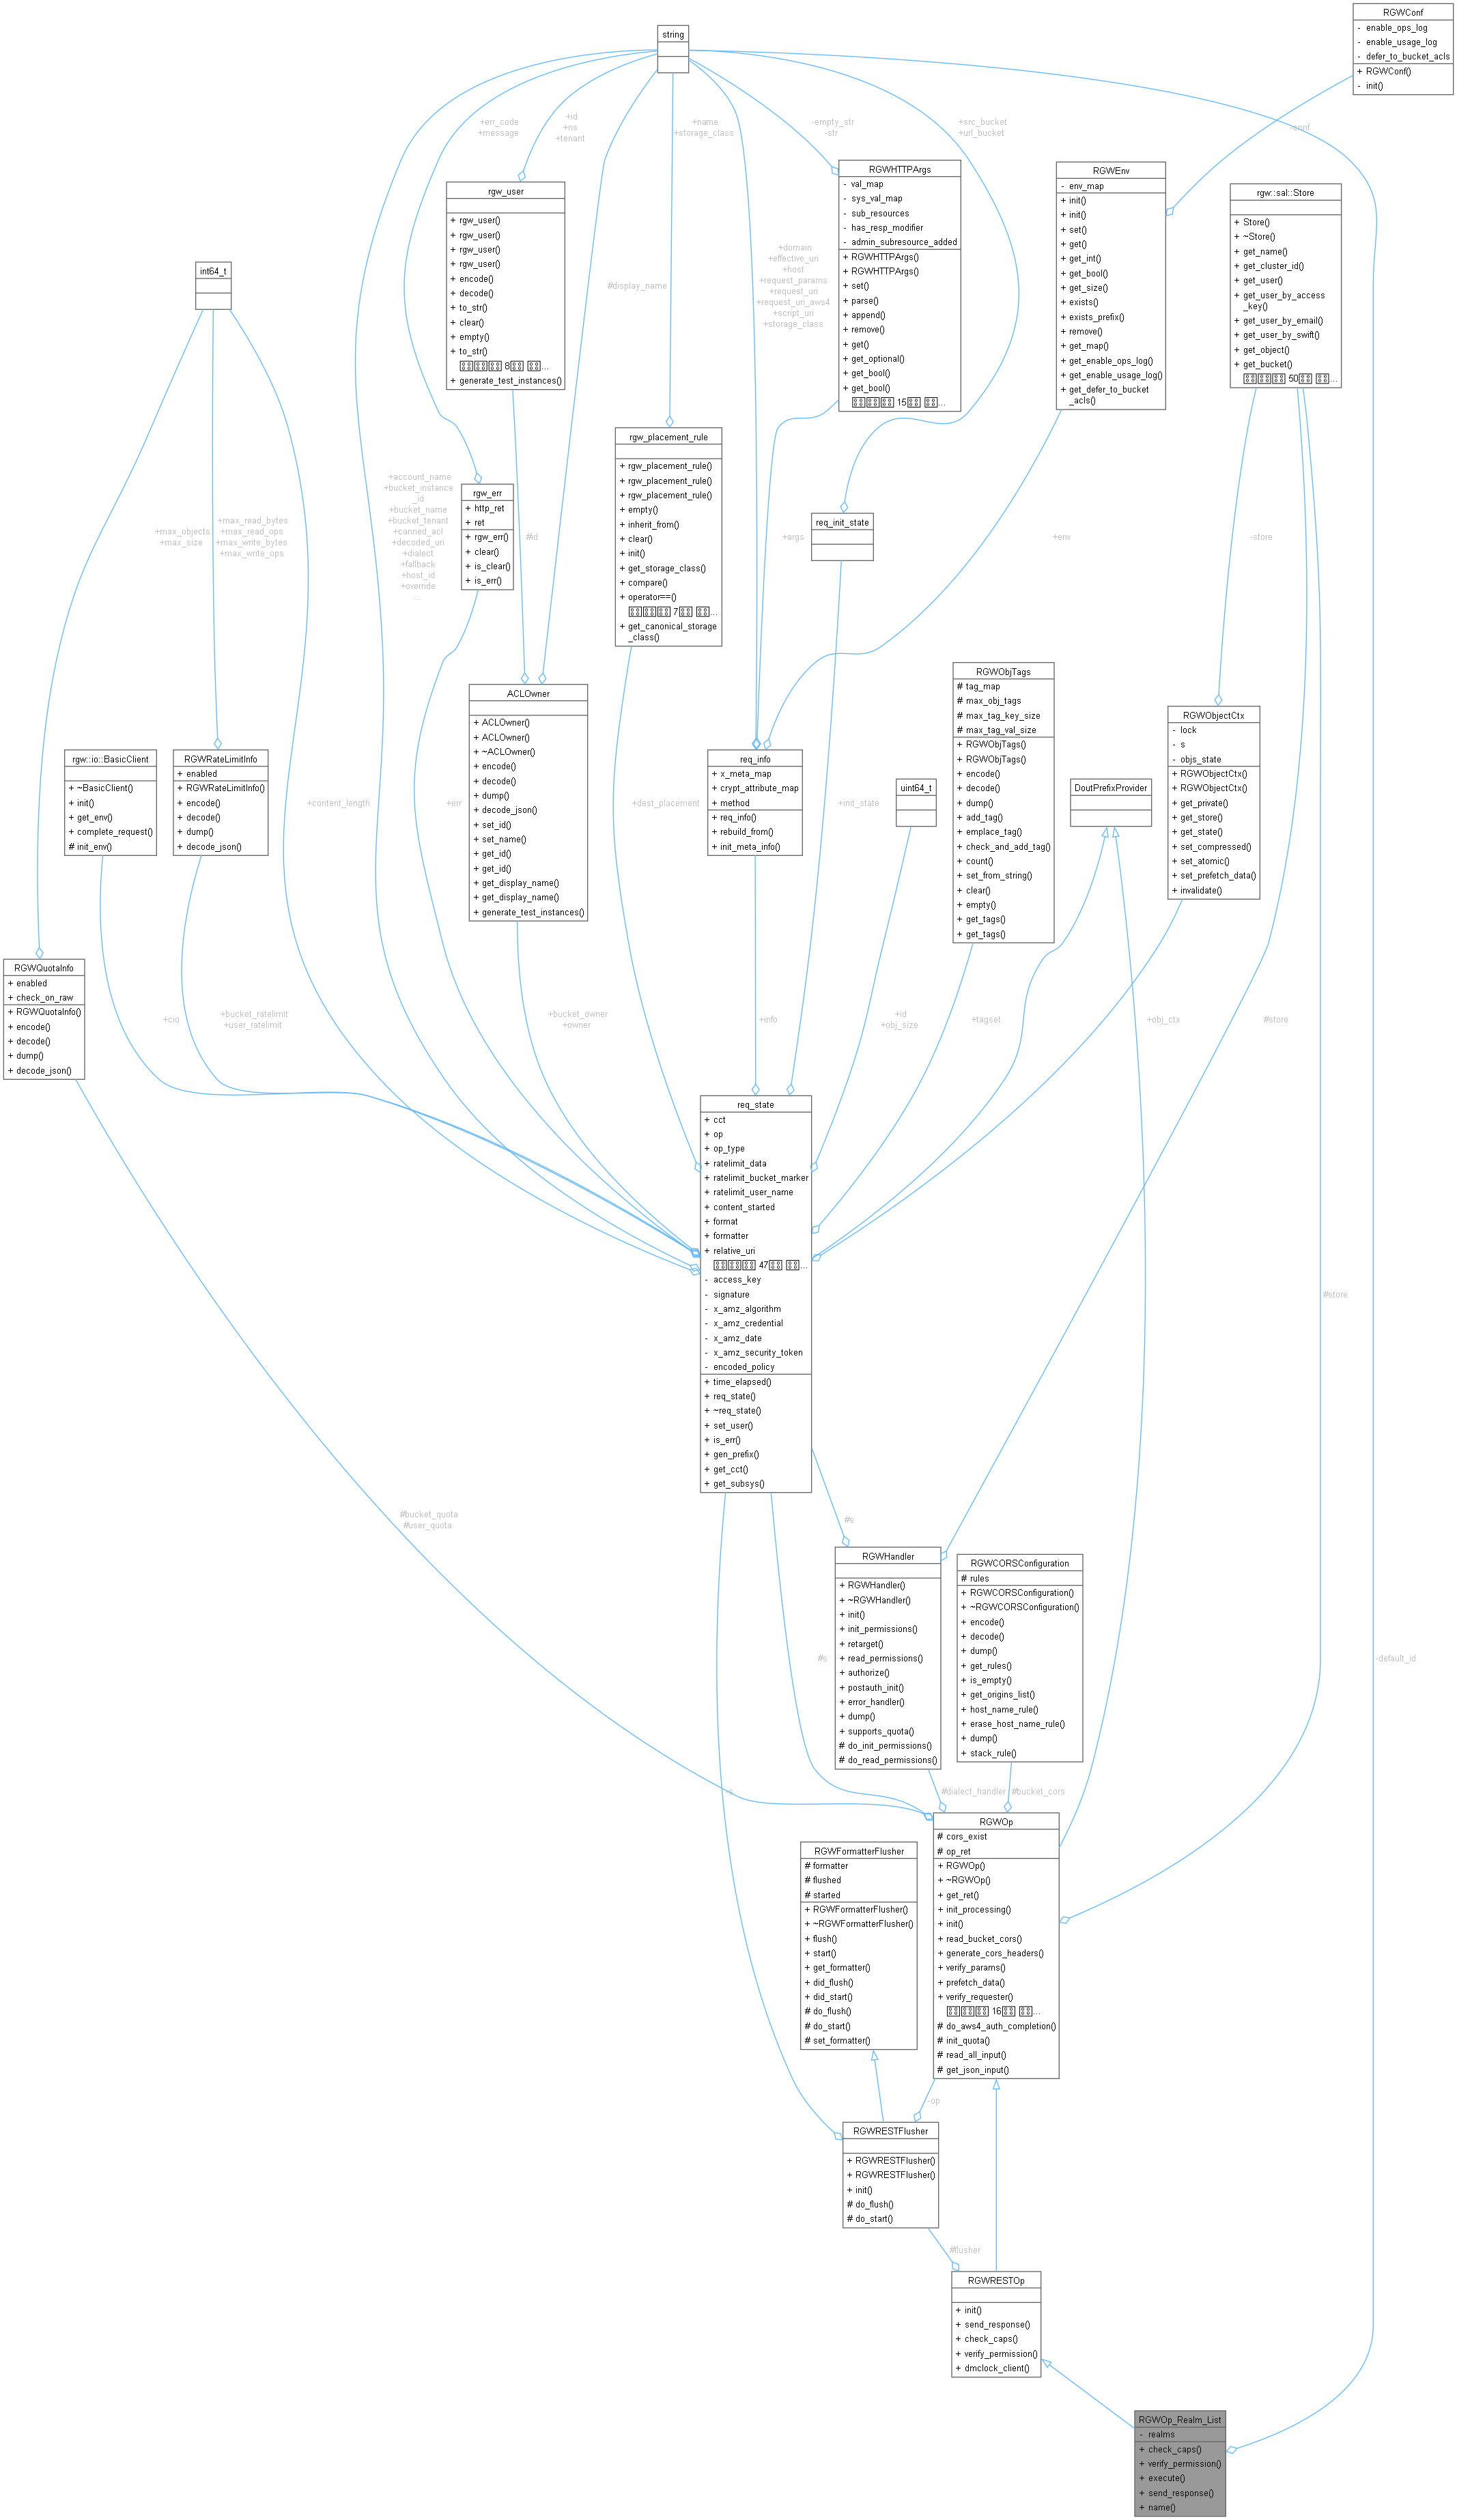 RGWConf
- enable_ops_log
- enable_usage_log
- defer_to_bucket_acls
+ RGWConf()
- init()
string
+err_code
+message
+id
+ns
+tenant
+name
+storage_class
-empty_str
-str
+src_bucket
+url_bucket
-conf
rgw_user
+ rgw_user()
+ rgw_user()
+ rgw_user()
+ rgw_user()
+ encode()
+ decode()
+ to_str()
+ clear()
+ empty()
+ to_str()
8
...
+ generate_test_instances()
RGWHTTPArgs
- val_map
- sys_val_map
- sub_resources
- has_resp_modifier
- admin_subresource_added
+ RGWHTTPArgs()
+ RGWHTTPArgs()
+ set()
+ parse()
+ append()
+ remove()
+ get()
+ get_optional()
+ get_bool()
+ get_bool()
15
...
RGWEnv
- env_map
+ init()
+ init()
+ set()
+ get()
+ get_int()
+ get_bool()
+ get_size()
+ exists()
+ exists_prefix()
+ remove()
+ get_map()
+ get_enable_ops_log()
+ get_enable_usage_log()
+ get_defer_to_bucket
_acls()
rgw::sal::Store
+ Store()
+ ~Store()
+ get_name()
+ get_cluster_id()
+ get_user()
+ get_user_by_access
_key()
+ get_user_by_email()
+ get_user_by_swift()
+ get_object()
+ get_bucket()
50
...
int64_t
#display_name
+domain
+effective_uri
+host
+request_params
+request_uri
+request_uri_aws4
+script_uri
+storage_class
rgw_placement_rule
+ rgw_placement_rule()
+ rgw_placement_rule()
+ rgw_placement_rule()
+ empty()
+ inherit_from()
+ clear()
+ init()
+ get_storage_class()
+ compare()
+ operator==()
7
...
+ get_canonical_storage
_class()
+account_name
+bucket_instance
_id
+bucket_name
+bucket_tenant
+canned_acl
+decoded_uri
+dialect
+fallback
+host_id
+override
...
rgw_err
+ http_ret
+ ret
+ rgw_err()
+ clear()
+ is_clear()
+ is_err()
#id
req_init_state
+args
+env
-store
+max_objects
+max_size
+max_read_bytes
+max_read_ops
+max_write_bytes
+max_write_ops
ACLOwner
+ ACLOwner()
+ ACLOwner()
+ ~ACLOwner()
+ encode()
+ decode()
+ dump()
+ decode_json()
+ set_id()
+ set_name()
+ get_id()
+ get_id()
+ get_display_name()
+ get_display_name()
+ generate_test_instances()
RGWObjTags
# tag_map
# max_obj_tags
# max_tag_key_size
# max_tag_val_size
+ RGWObjTags()
+ RGWObjTags()
+ encode()
+ decode()
+ dump()
+ add_tag()
+ emplace_tag()
+ check_and_add_tag()
+ count()
+ set_from_string()
+ clear()
+ empty()
+ get_tags()
+ get_tags()
RGWObjectCtx
- lock
- s
- objs_state
+ RGWObjectCtx()
+ RGWObjectCtx()
+ get_private()
+ get_store()
+ get_state()
+ set_compressed()
+ set_atomic()
+ set_prefetch_data()
+ invalidate()
rgw::io::BasicClient
+ ~BasicClient()
+ init()
+ get_env()
+ complete_request()
# init_env()
RGWRateLimitInfo
+ enabled
+ RGWRateLimitInfo()
+ encode()
+ decode()
+ dump()
+ decode_json()
+content_length
+err
+dest_placement
req_info
+ x_meta_map
+ crypt_attribute_map
+ method
+ req_info()
+ rebuild_from()
+ init_meta_info()
+init_state
uint64_t
DoutPrefixProvider
RGWQuotaInfo
+ enabled
+ check_on_raw
+ RGWQuotaInfo()
+ encode()
+ decode()
+ dump()
+ decode_json()
+cio
+bucket_ratelimit
+user_ratelimit
+bucket_owner
+owner
+info
+id
+obj_size
+tagset
+obj_ctx
#store
req_state
+ cct
+ op
+ op_type
+ ratelimit_data
+ ratelimit_bucket_marker
+ ratelimit_user_name
+ content_started
+ format
+ formatter
+ relative_uri
47
...
- access_key
- signature
- x_amz_algorithm
- x_amz_credential
- x_amz_date
- x_amz_security_token
- encoded_policy
+ time_elapsed()
+ req_state()
+ ~req_state()
+ set_user()
+ is_err()
+ gen_prefix()
+ get_cct()
+ get_subsys()
#store
#bucket_quota
#user_quota
#s
RGWHandler
+ RGWHandler()
+ ~RGWHandler()
+ init()
+ init_permissions()
+ retarget()
+ read_permissions()
+ authorize()
+ postauth_init()
+ error_handler()
+ dump()
+ supports_quota()
# do_init_permissions()
# do_read_permissions()
RGWCORSConfiguration
# rules
+ RGWCORSConfiguration()
+ ~RGWCORSConfiguration()
+ encode()
+ decode()
+ dump()
+ get_rules()
+ is_empty()
+ get_origins_list()
+ host_name_rule()
+ erase_host_name_rule()
+ dump()
+ stack_rule()
#s
-default_id
-s
#dialect_handler
#bucket_cors
RGWOp
# cors_exist
# op_ret
+ RGWOp()
+ ~RGWOp()
+ get_ret()
+ init_processing()
+ init()
+ read_bucket_cors()
+ generate_cors_headers()
+ verify_params()
+ prefetch_data()
+ verify_requester()
16
...
# do_aws4_auth_completion()
# init_quota()
# read_all_input()
# get_json_input()
RGWFormatterFlusher
# formatter
# flushed
# started
+ RGWFormatterFlusher()
+ ~RGWFormatterFlusher()
+ flush()
+ start()
+ get_formatter()
+ did_flush()
+ did_start()
# do_flush()
# do_start()
# set_formatter()
-op
RGWRESTFlusher
+ RGWRESTFlusher()
+ RGWRESTFlusher()
+ init()
# do_flush()
# do_start()
#flusher
RGWRESTOp
+ init()
+ send_response()
+ check_caps()
+ verify_permission()
+ dmclock_client()
RGWOp_Realm_List
- realms
+ check_caps()
+ verify_permission()
+ execute()
+ send_response()
+ name()